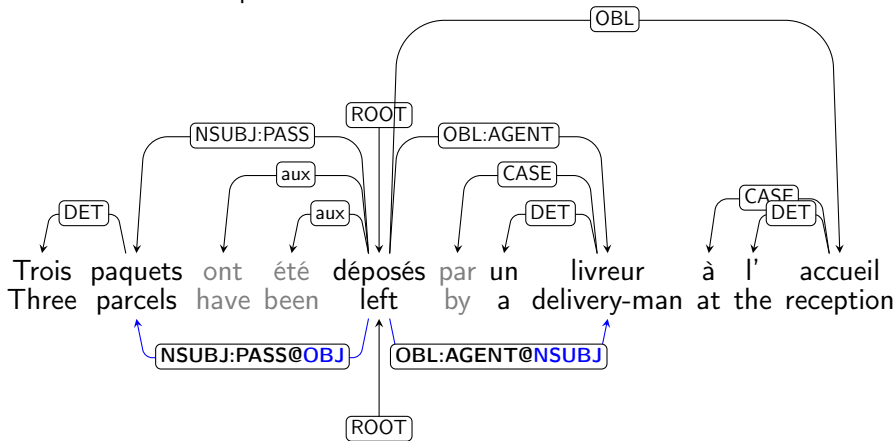 OBL
ROOT
NSUBJ:PASS OBL:AGENT
aux CASE
CASE
DET aux DET DET
Trois paquets ont été déposés par un livreur à l' accueil
Three parcels have been left by a delivery-man at the reception
NSUBJ:PASS@OBJ OBL:AGENT@NSUBJ
ROOT